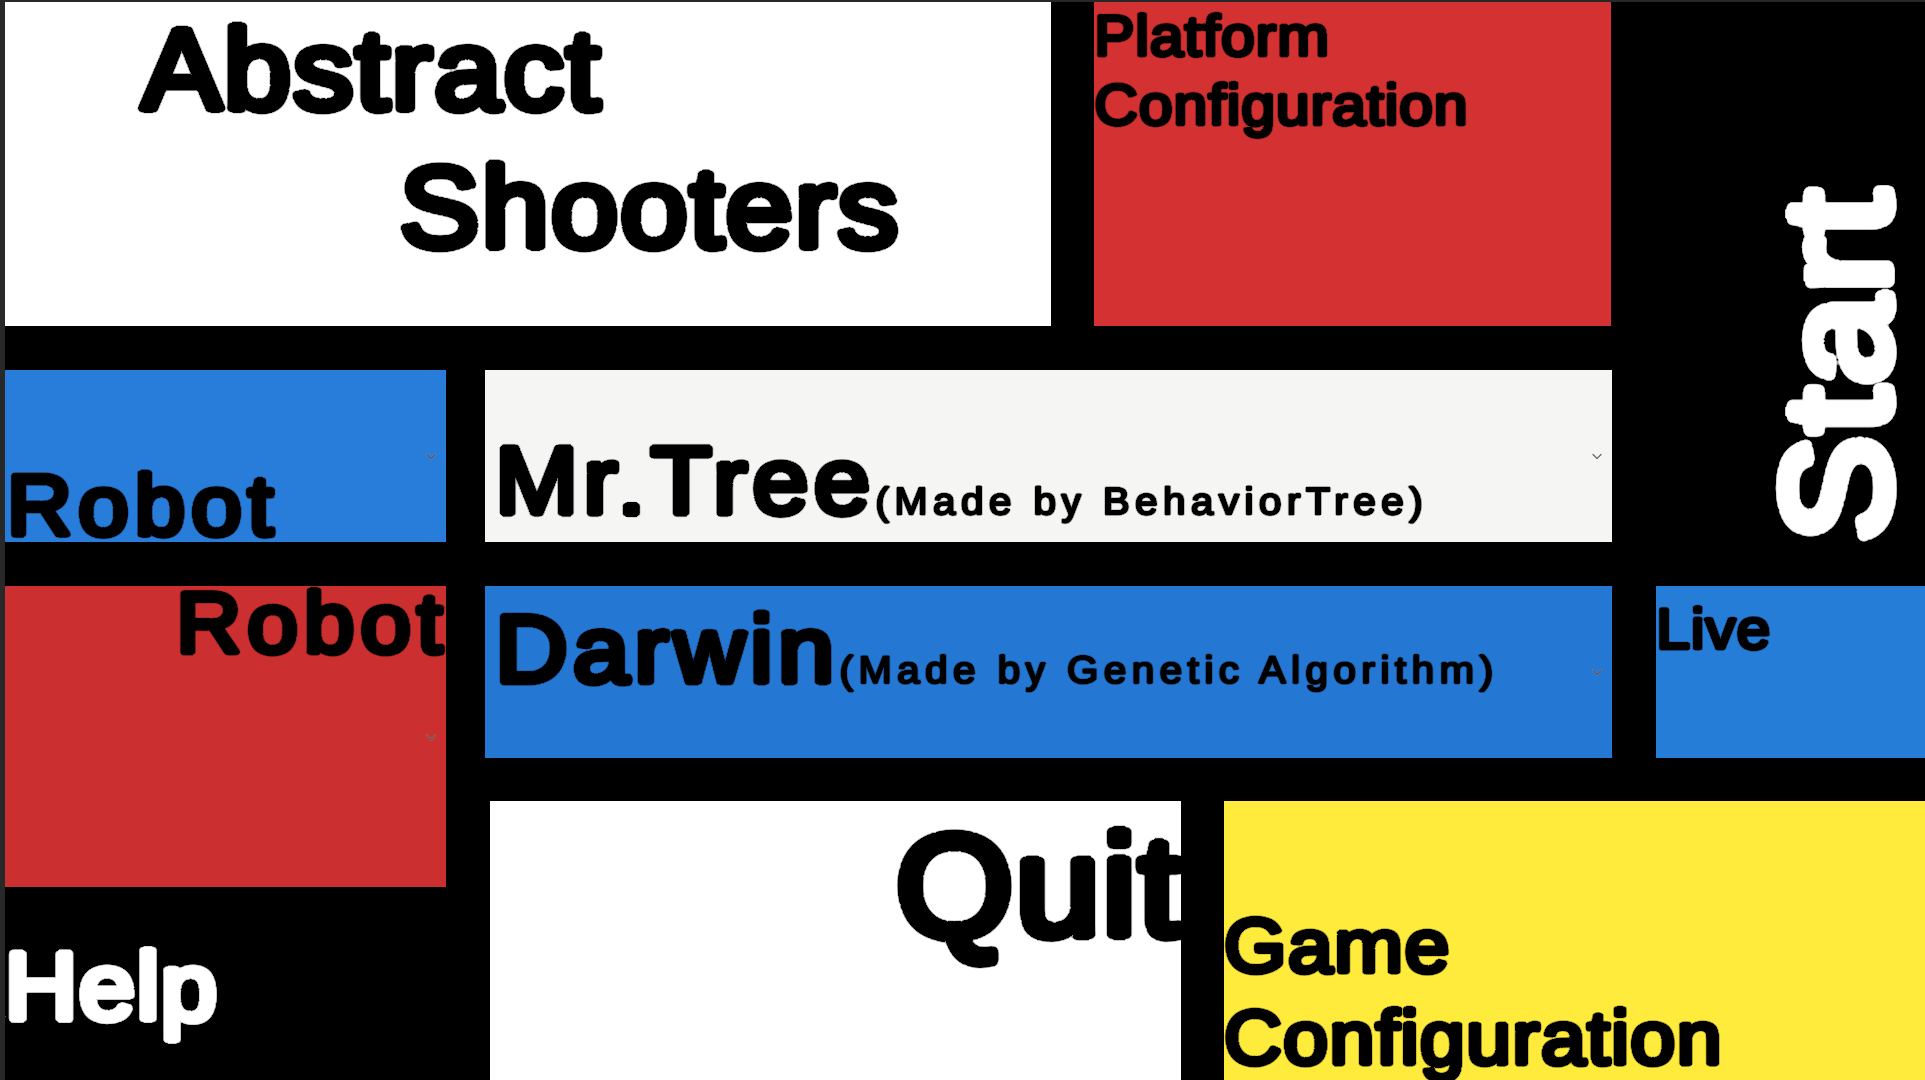 Abstract
Shooters
Platform
Configuration
Start
Robot
Mr.Tree(Made by BehaviorTree)
Robot
Darwin(Made by Genetic Algorithm)
Live
Quit
Game
Configuration
Help